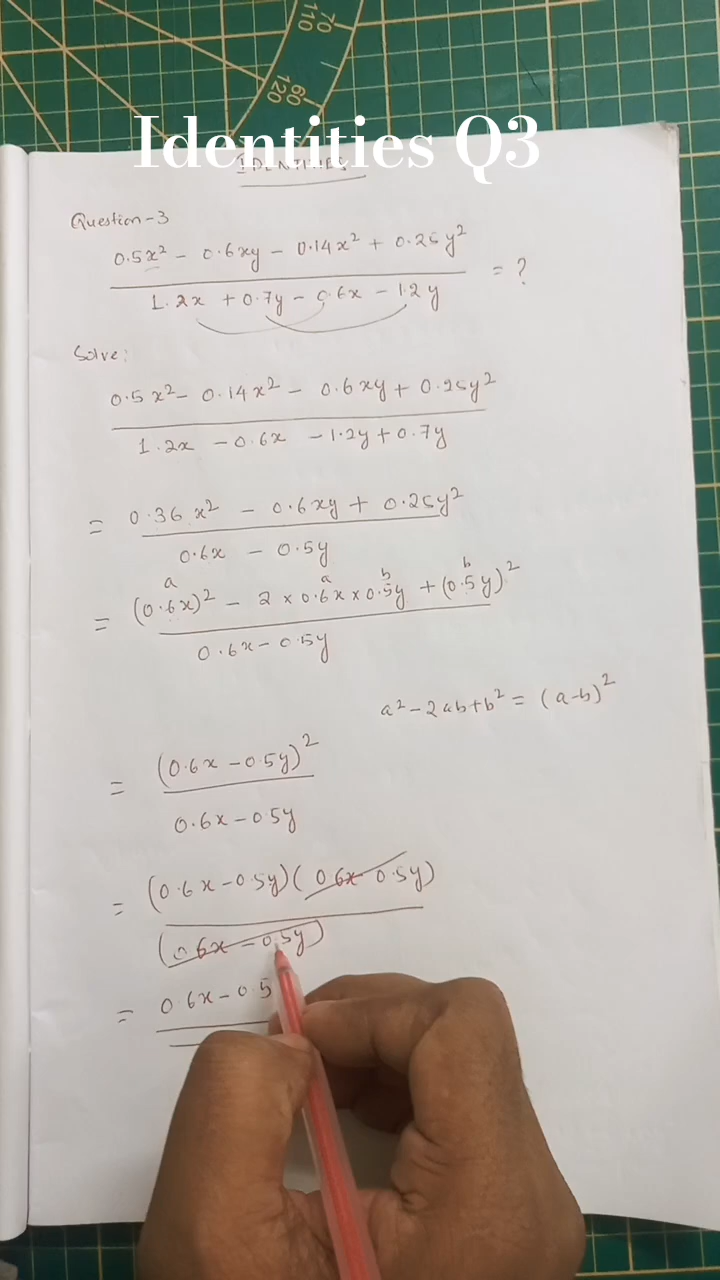 110 70
120 60
Identities Q3
IDENTITIES
Question-3
0.5x² - 0.6xy - 0.14x² + 0.25y²
1.2x + 0.7y - 0.6x - 1.2y
= ?
Solve:
0.5x² - 0.14x² - 0.6xy + 0.25y²
1.2x - 0.6x - 1.2y + 0.7y
= 0.36x² - 0.6xy + 0.25y²
0.6x - 0.5y
a a b b
= (0.6x)² - 2 × 0.6x × 0.5y + (0.5y)²
0.6x - 0.5y
a² - 2ab + b² = (a-b)²
= (0.6x - 0.5y)²
0.6x - 0.5y
= (0.6x - 0.5y)(0.6x - 0.5y)
(0.6x - 0.5y)
= 0.6x - 0.5